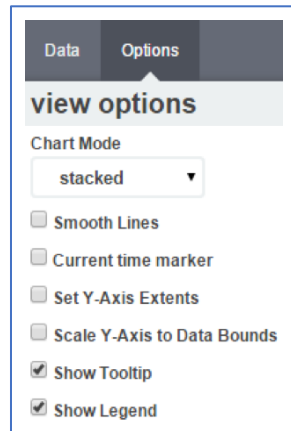 Data Options
view options
Chart Mode
stacked
Smooth Lines
Current time marker
Set Y-Axis Extents
Scale Y-Axis to Data Bounds
Show Tooltip
Show Legend